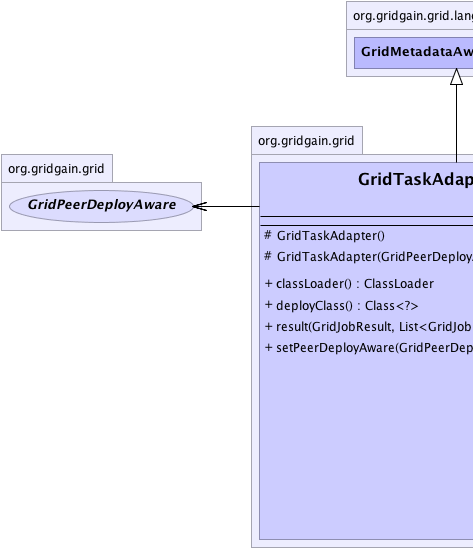 org.gridgain.grid.lang
GridMetadataAw
org.gridgain.grid
org.gridgain.grid
GridTaskAdap
GridPeerDeployAware
# GridTaskAdapter()
# GridTaskAdapter(GridPeerDeployA
+ classLoader() : ClassLoader
+ deployClass() : Class<?>
+ result(GridJobResult, List<GridJob
+ setPeerDeployAware(GridPeerDep